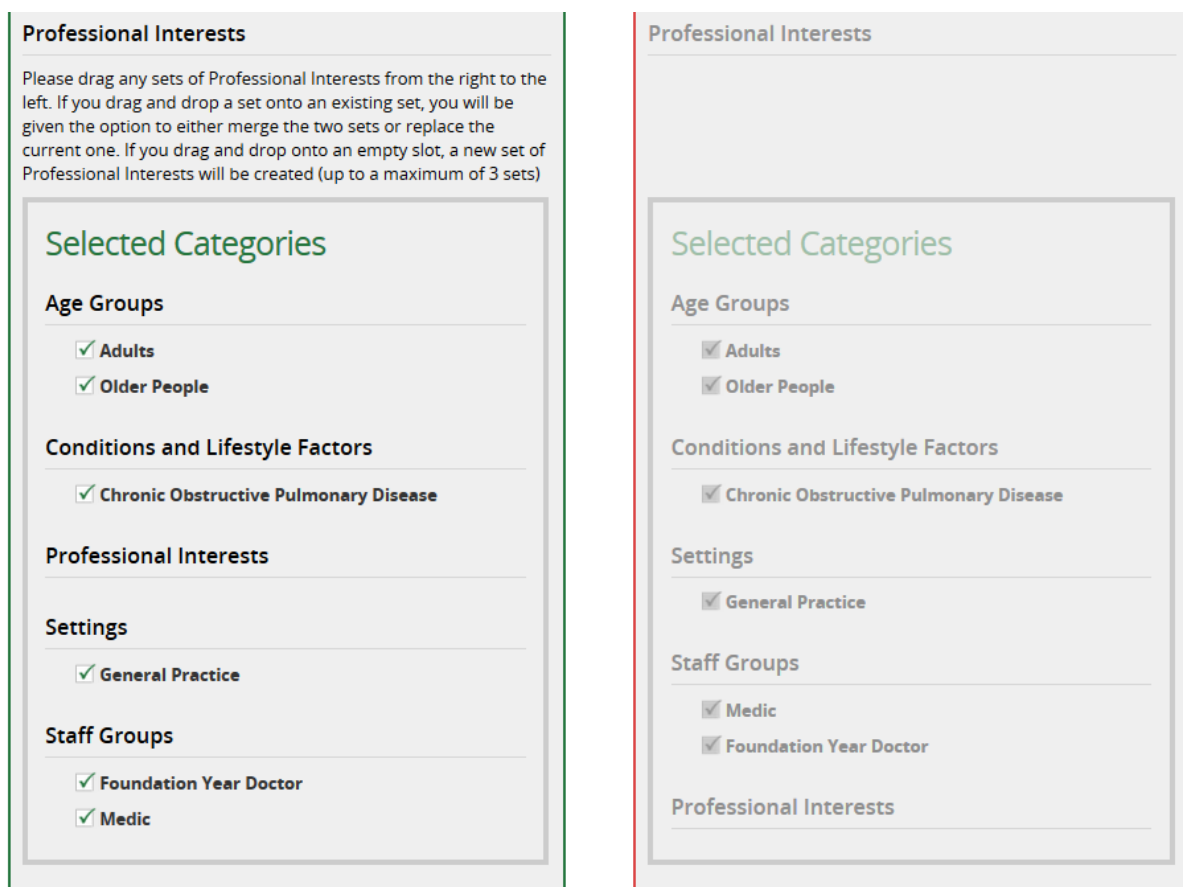 Professional Interests
Please drag any sets of Professional Interests from the right to the
left. If you drag and drop a set onto an existing set, you will be
given the option to either merge the two sets or replace the
current one. If you drag and drop onto an empty slot, a new set of
Professional Interests will be created (up to a maximum of 3 sets)
Selected Categories
Age Groups
Adults
Older People
Conditions and Lifestyle Factors
Chronic Obstructive Pulmonary Disease
Professional Interests
Settings
General Practice
Staff Groups
Foundation Year Doctor
Medic
Professional Interests
Selected Categories
Age Groups
Adults
Older People
Conditions and Lifestyle Factors
Chronic Obstructive Pulmonary Disease
Settings
General Practice
Staff Groups
Medic
Foundation Year Doctor
Professional Interests